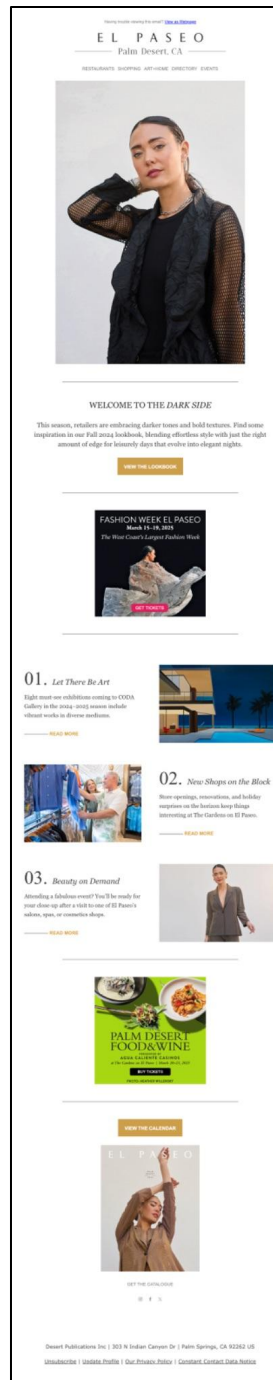 Having trouble viewing this email? View as Webpage
EL PASEO
Palm Desert, CA
RESTAURANTS SHOPPING ART+HOME DIRECTORY EVENTS
WELCOME TO THE DARK SIDE
This season, retailers are embracing darker tones and bold textures. Find some
inspiration in our Fall 2024 lookbook, blending effortless style with just the right
amount of edge for leisurely days that evolve into elegant nights.
VIEW THE LOOKBOOK
FASHION WEEK EL PASEO
March 15–19, 2025
The West Coast's Largest Fashion Week
GET TICKETS
01. Let There Be Art
Eight must-see exhibitions coming to CODA
Gallery in the 2024–2025 season include
vibrant works in diverse mediums.
READ MORE
02. New Shops on the Block
Store openings, renovations, and holiday
surprises on the horizon keep things
interesting at The Gardens on El Paseo.
READ MORE
03. Beauty on Demand
Attending a fabulous event? You'll be ready for
your close-up after a visit to one of El Paseo's
salons, spas, or cosmetics shops.
READ MORE
PALM DESERT
FOOD&WINE
PRESENTED BY
AGUA CALIENTE CASINOS
BUY TICKETS
VIEW THE CALENDAR
EL PASEO
GET THE CATALOGUE
Desert Publications Inc | 303 N Indian Canyon Dr | Palm Springs, CA 92262 US
Unsubscribe | Update Profile | Our Privacy Policy | Constant Contact Data Notice